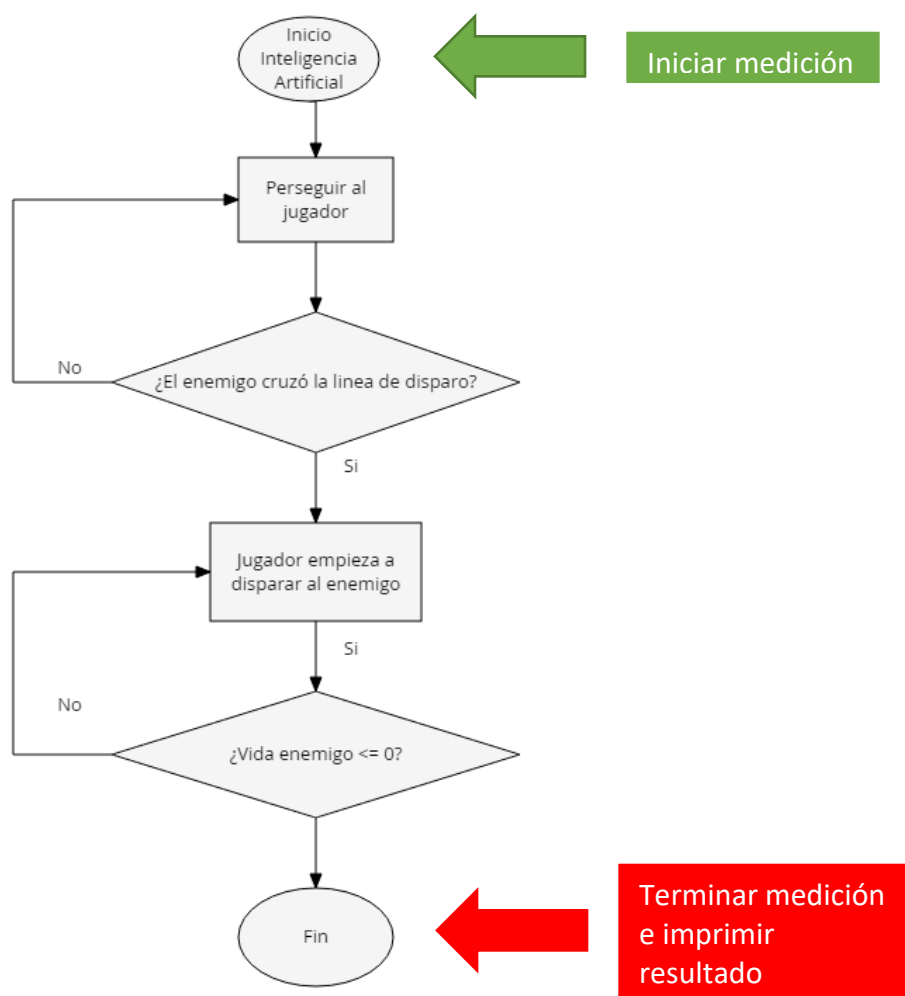 Inicio
Inteligencia
Artificial
Iniciar medición
Perseguir al
jugador
No
¿El enemigo cruzó la linea de disparo?
Si
Jugador empieza a
disparar al enemigo
Si
No
¿Vida enemigo <= 0?
Fin
Terminar medición
e imprimir
resultado